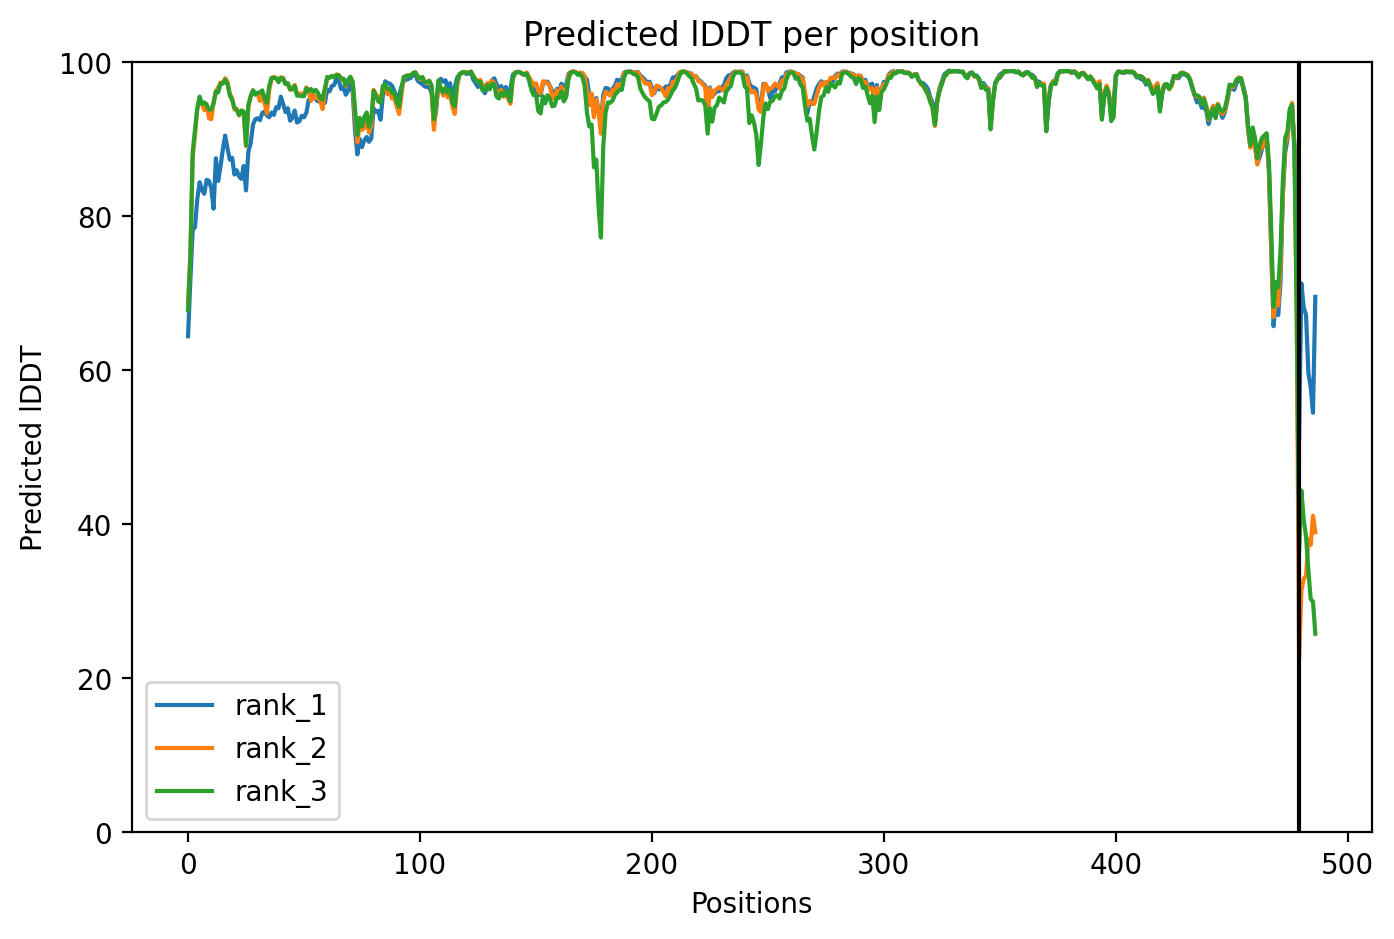 Predicted lDDT per position
100
80
60
40
20
0
Predicted lDDT
rank_1
rank_2
rank_3
0 100 200 300 400 500
Positions